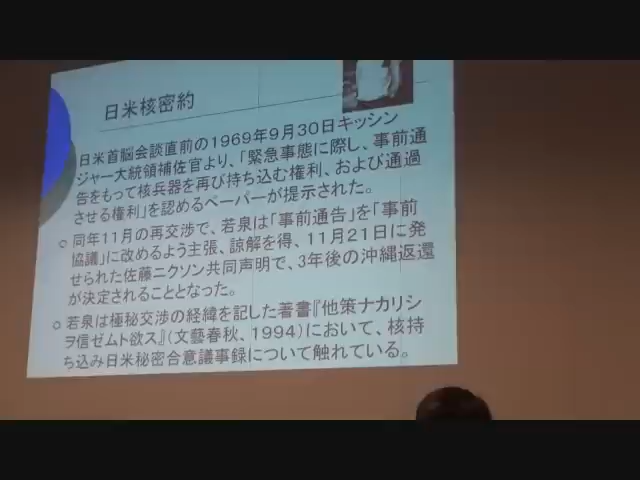 日米核密約
日米首脳会談直前の1969年9月30日キッシン
ジャー大統領補佐官より、「緊急事態に際し、事前通
告をもって核兵器を再び持ち込む権利、および通過
させる権利」を認めるペーパーが提示された。
○ 同年11月の再交渉で、若泉は「事前通告」を「事前
協議」に改めるよう主張、諒解を得、11月21日に発
せられた佐藤ニクソン共同声明で、3年後の沖縄返還
が決定されることとなった。
○ 若泉は極秘交渉の経緯を記した著書『他策ナカリシ
ヲ信ゼムト欲ス』(文藝春秋、1994)において、核持
ち込み日米秘密合意議事録について触れている。